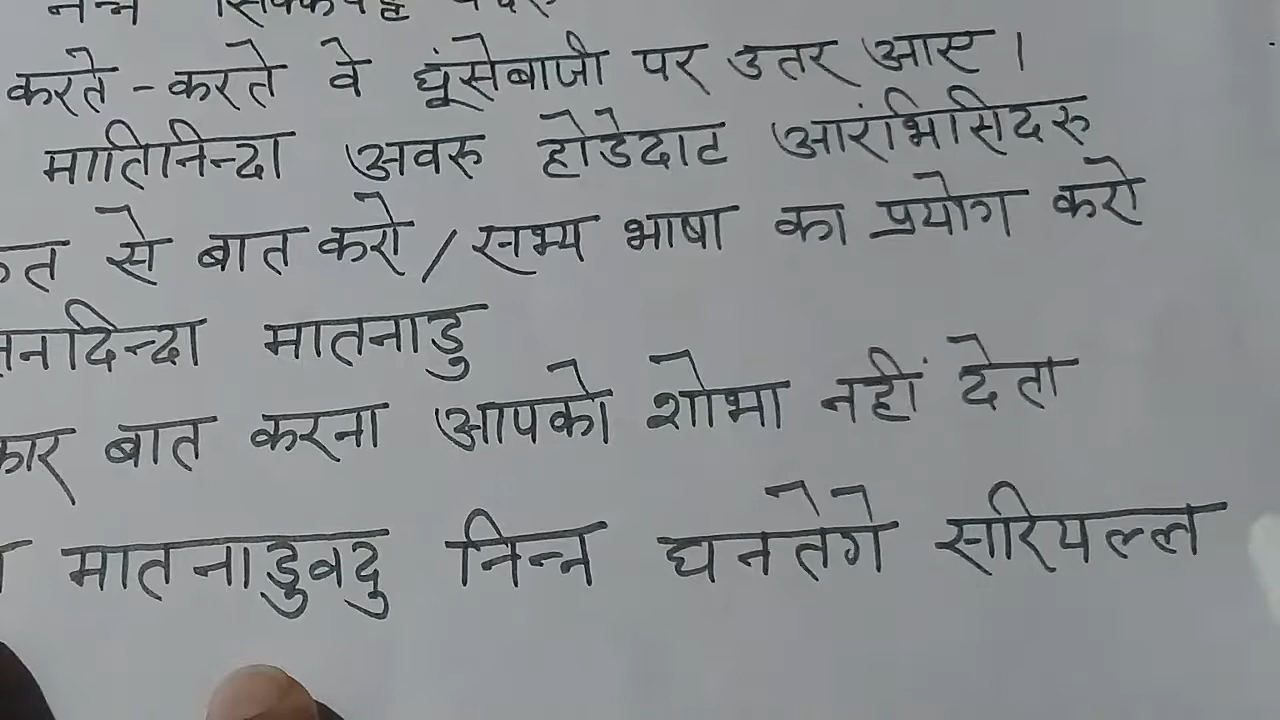 करते - करते वे घूंसेबाजी पर उतर आए ।
मातिनिन्दा अवरु होडेदाट आरंभिसिदरु
से बात करो / सभ्य भाषा का प्रयोग करो
मातनाडु
बात करना आपको शोभा नहीं देता
मातनाडुवदु निन्न घनतेगे सरियल्ल